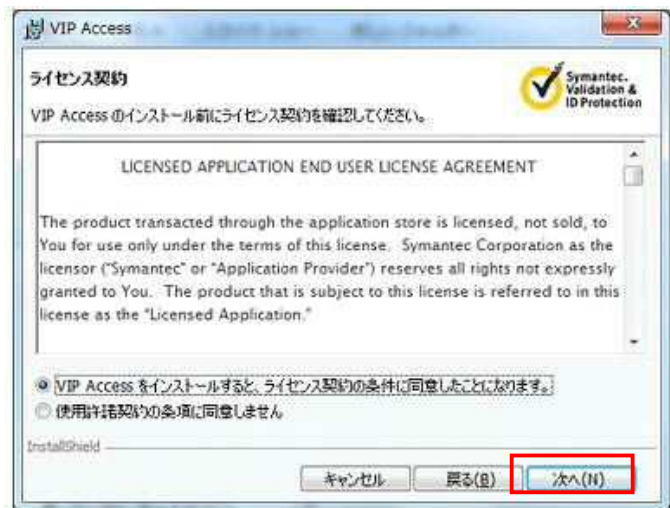 VIP Access
ライセンス契約
VIP Access のインストール前にライセンス契約を確認してください。
Symantec.
Validation &
ID Protection
LICENSED APPLICATION END USER LICENSE AGREEMENT
The product transacted through the application store is licensed, not sold, to
You for use only under the terms of this license. Symantec Corporation as the
licensor ("Symantec" or "Application Provider") reserves all rights not expressly
granted to You. The product that is subject to this license is referred to in this
license as the "Licensed Application."
VIP Access をインストールすると、ライセンス契約の条件に同意したことになります。
使用許諾契約の条項に同意しません
InstallShield
キャンセル 戻る(B) 次へ(N)